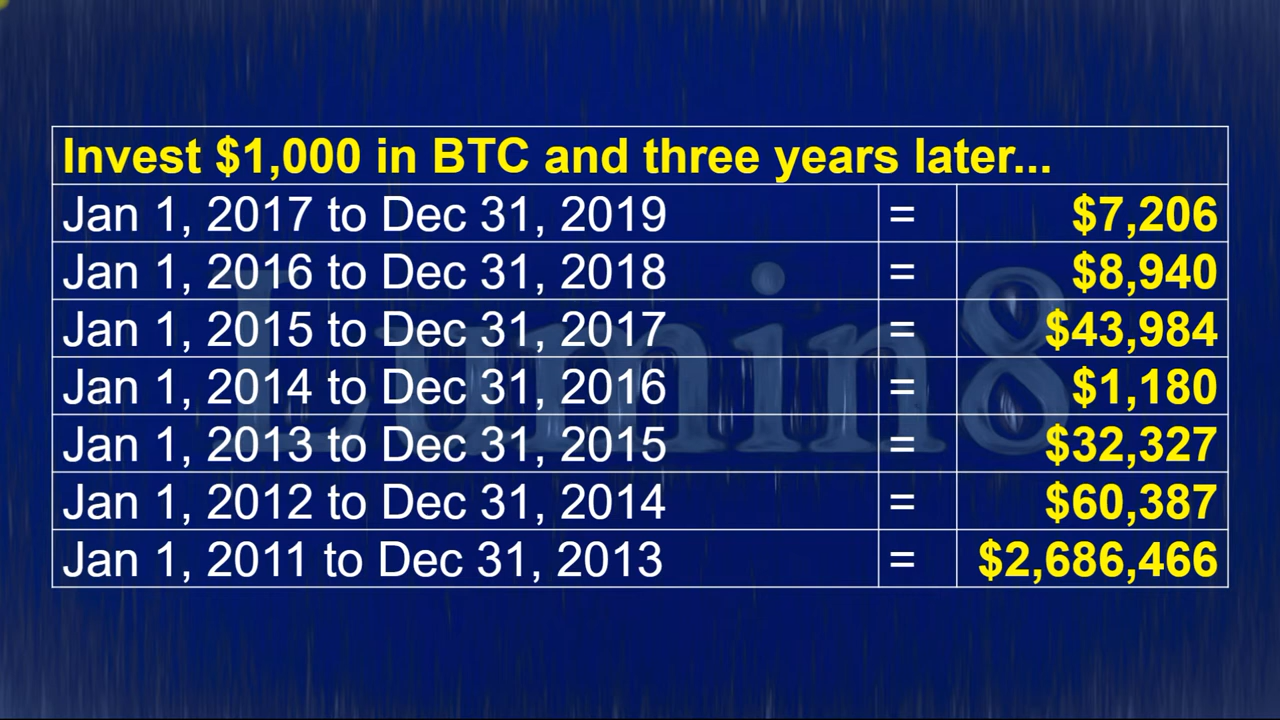 Invest $1,000 in BTC and three years later...
Jan 1, 2017 to Dec 31, 2019 = $7,206
Jan 1, 2016 to Dec 31, 2018 = $8,940
Jan 1, 2015 to Dec 31, 2017 = $43,984
Jan 1, 2014 to Dec 31, 2016 = $1,180
Jan 1, 2013 to Dec 31, 2015 = $32,327
Jan 1, 2012 to Dec 31, 2014 = $60,387
Jan 1, 2011 to Dec 31, 2013 = $2,686,466
Lumin8